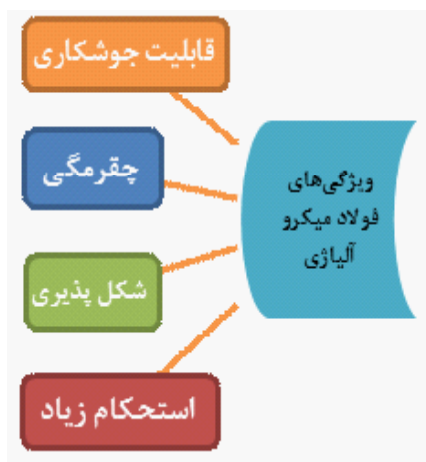 ویژگی‌های
فولاد میکرو
آلیاژی
قابلیت جوشکاری
چقرمگی
شکل پذیری
استحکام زیاد